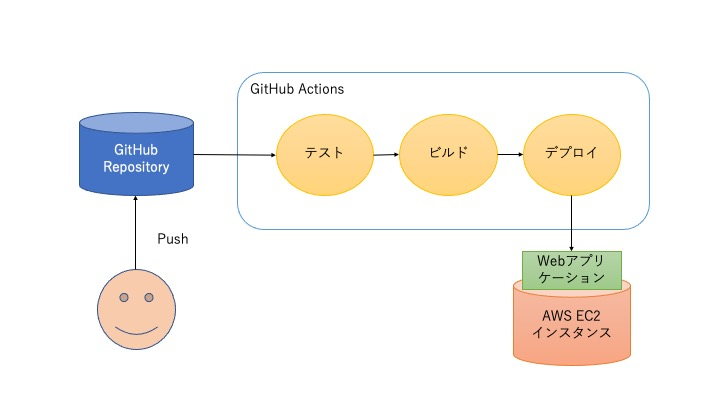 GitHub Actions
GitHub
Repository
テスト
ビルド
デプロイ
Push
Webアプリ
ケーション
AWS EC2
インスタンス